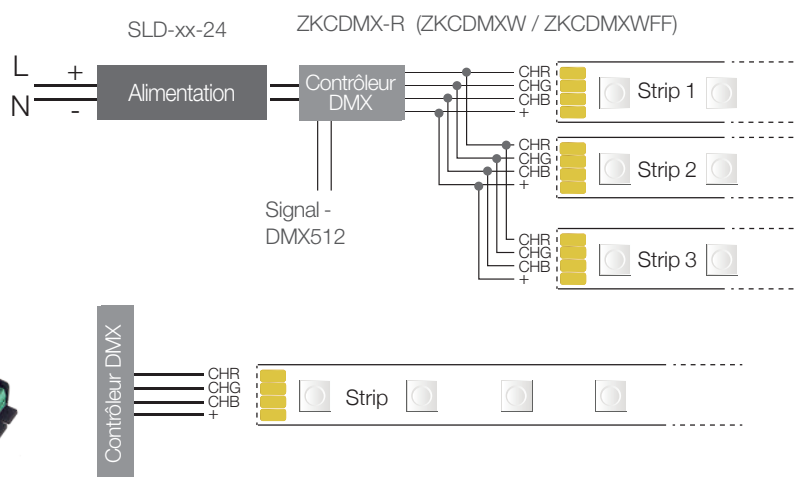 SLD-xx-24
ZKCDMX-R (ZKCDMXW / ZKCDMXWFF)
L
+
N
-
Alimentation
Contrôleur
DMX
Signal -
DMX512
CHR
CHG
CHB
+
Strip 1
CHR
CHG
CHB
+
Strip 2
CHR
CHG
CHB
+
Strip 3
Contrôleur DMX
CHR
CHG
CHB
+
Strip